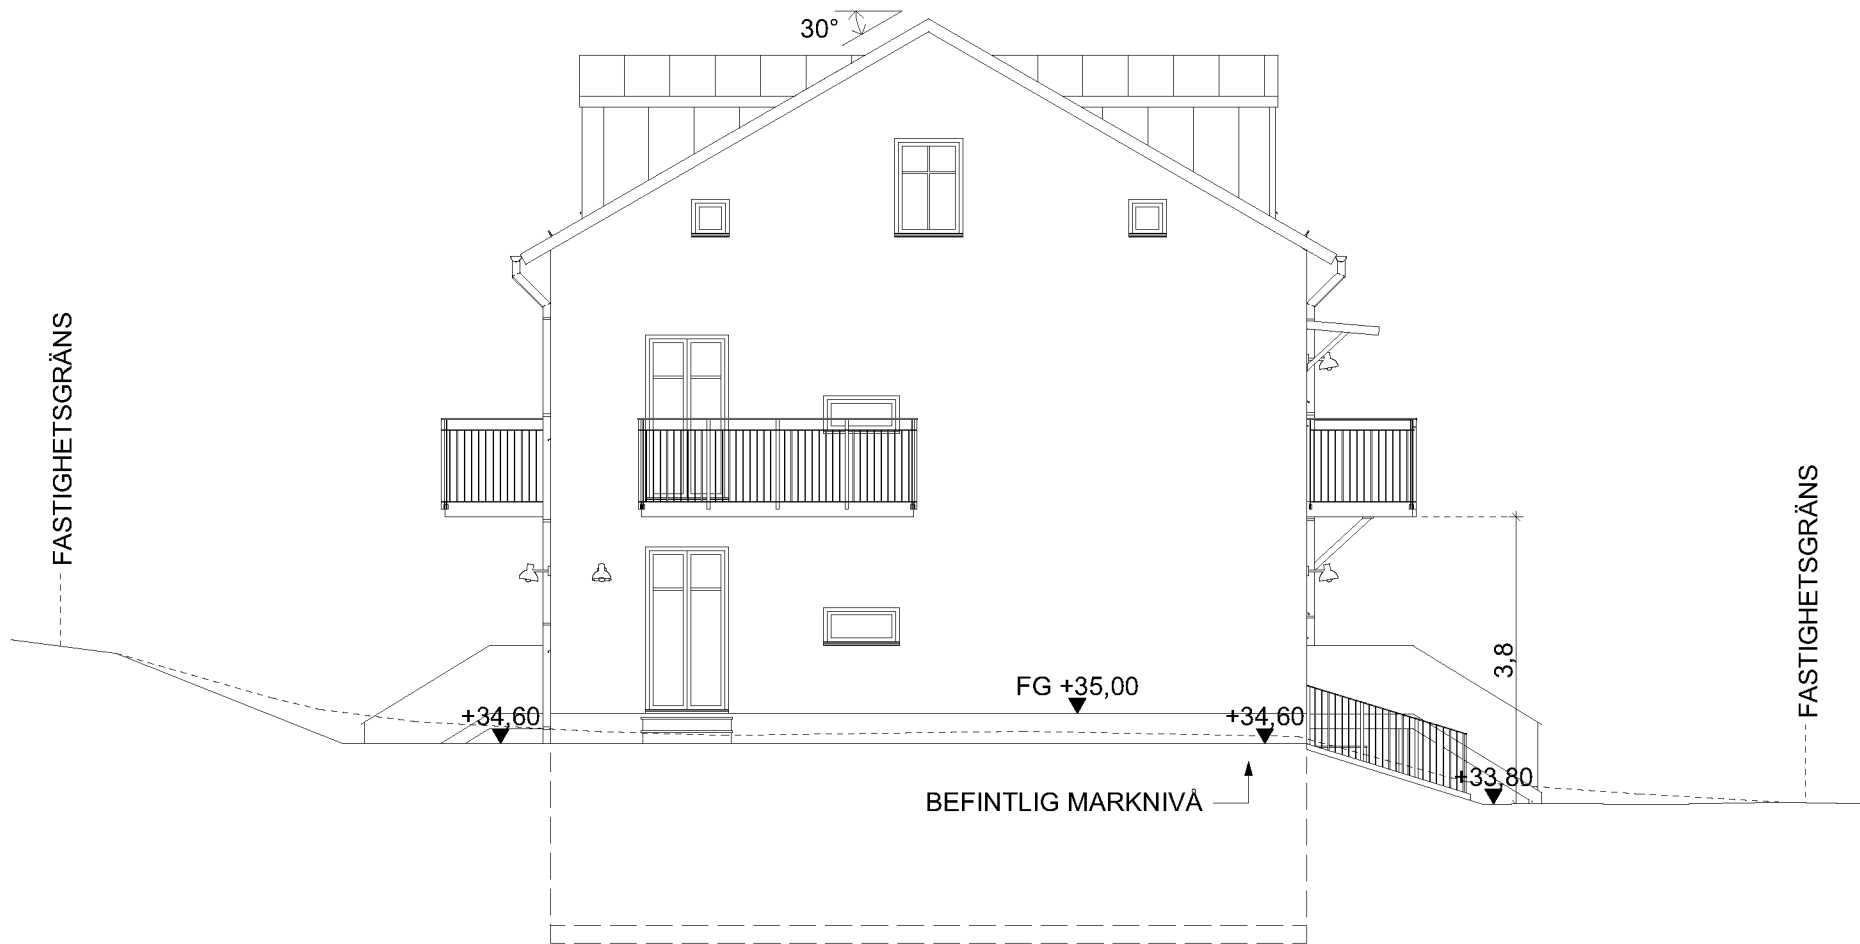 30°
FASTIGHETSGRÄNS
FASTIGHETSGRÄNS
3,8
FG +35,00
+34,60
+34,60
+33,80
BEFINTLIG MARKNIVÅ